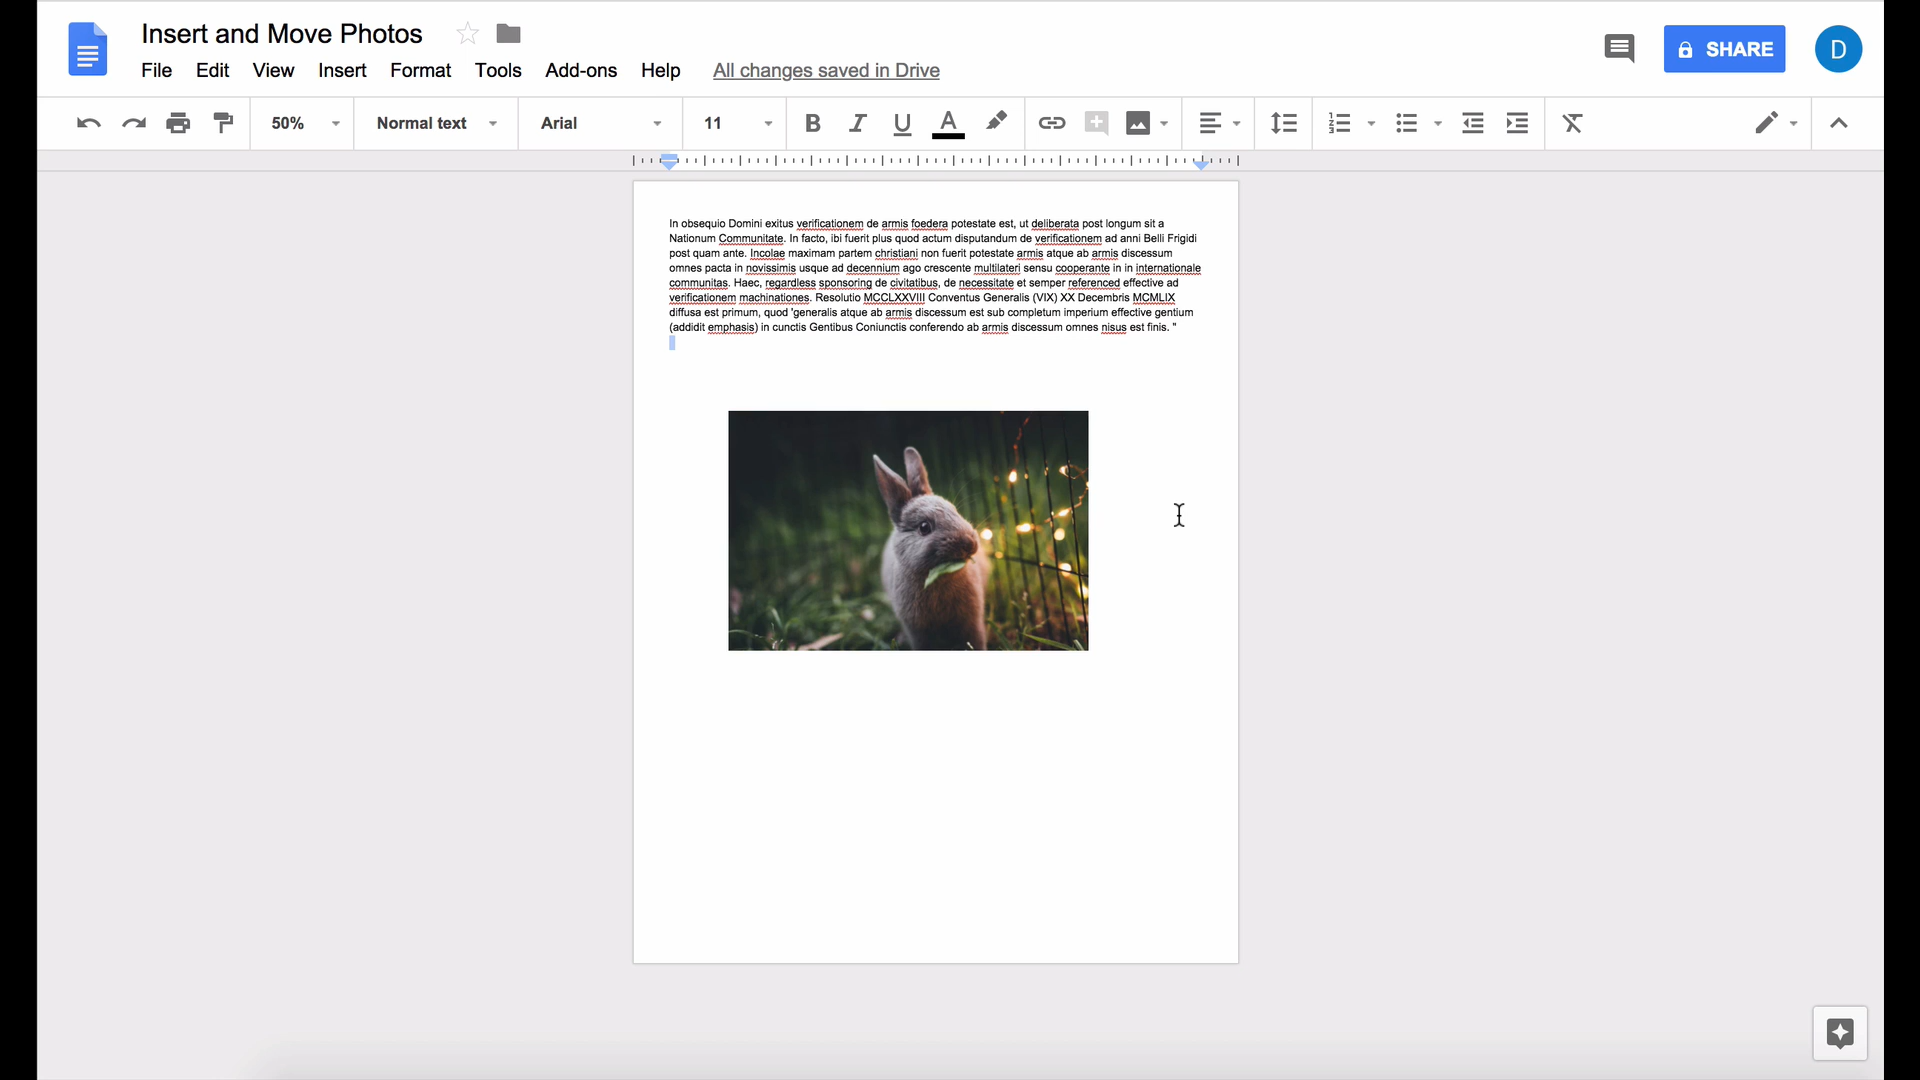 Insert and Move Photos
File Edit View Insert Format Tools Add-ons Help All changes saved in Drive
SHARE
D
50% Normal text Arial 11 B I U A
In obsequio Domini exitus verificationem de armis foedera potestate est, ut deliberata post longum sit a
Nationum Communitate. In facto, ibi fuerit plus quod actum disputandum de verificationem ad anni Belli Frigidi
post quam ante. Incolae maximam partem christiani non fuerit potestate armis atque ab armis discessum
omnes pacta in novissimis usque ad decennium ago crescente multilateri sensu cooperante in in internationale
communitas. Haec, regardless sponsoring de civitatibus, de necessitate et semper referenced effective ad
verificationem machinationes. Resolutio MCCLXXVIII Conventus Generalis (VIX) XX Decembris MCMLIX
diffusa est primum, quod 'generalis atque ab armis discessum est sub completum imperium effective gentium
(addidit emphasis) in cunctis Gentibus Coniunctis conferendo ab armis discessum omnes nisus est finis. "